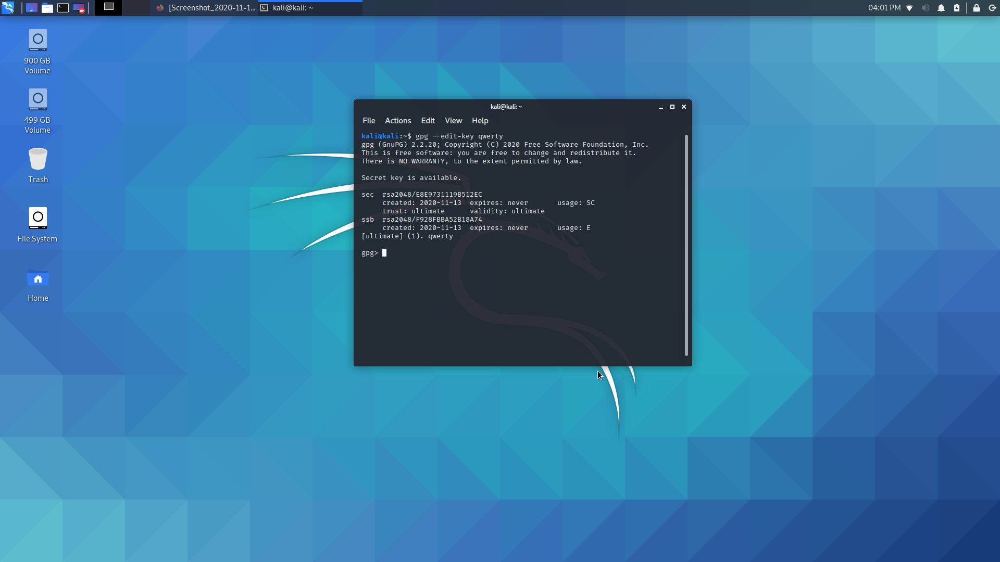 [Screenshot_2020-11-1... kali@kali: ~ 04:01 PM
900 GB
Volume
499 GB
Volume
Trash
File System
Home
kali@kali: ~
File Actions Edit View Help
kali@kali:~$ gpg --edit-key qwerty
gpg (GnuPG) 2.2.20; Copyright (C) 2020 Free Software Foundation, Inc.
This is free software: you are free to change and redistribute it.
There is NO WARRANTY, to the extent permitted by law.
Secret key is available.
sec  rsa2048/E8E9731119B512EC
created: 2020-11-13  expires: never       usage: SC
trust: ultimate      validity: ultimate
ssb  rsa2048/F928FBBA52B18A74
created: 2020-11-13  expires: never       usage: E
[ultimate] (1). qwerty
gpg>